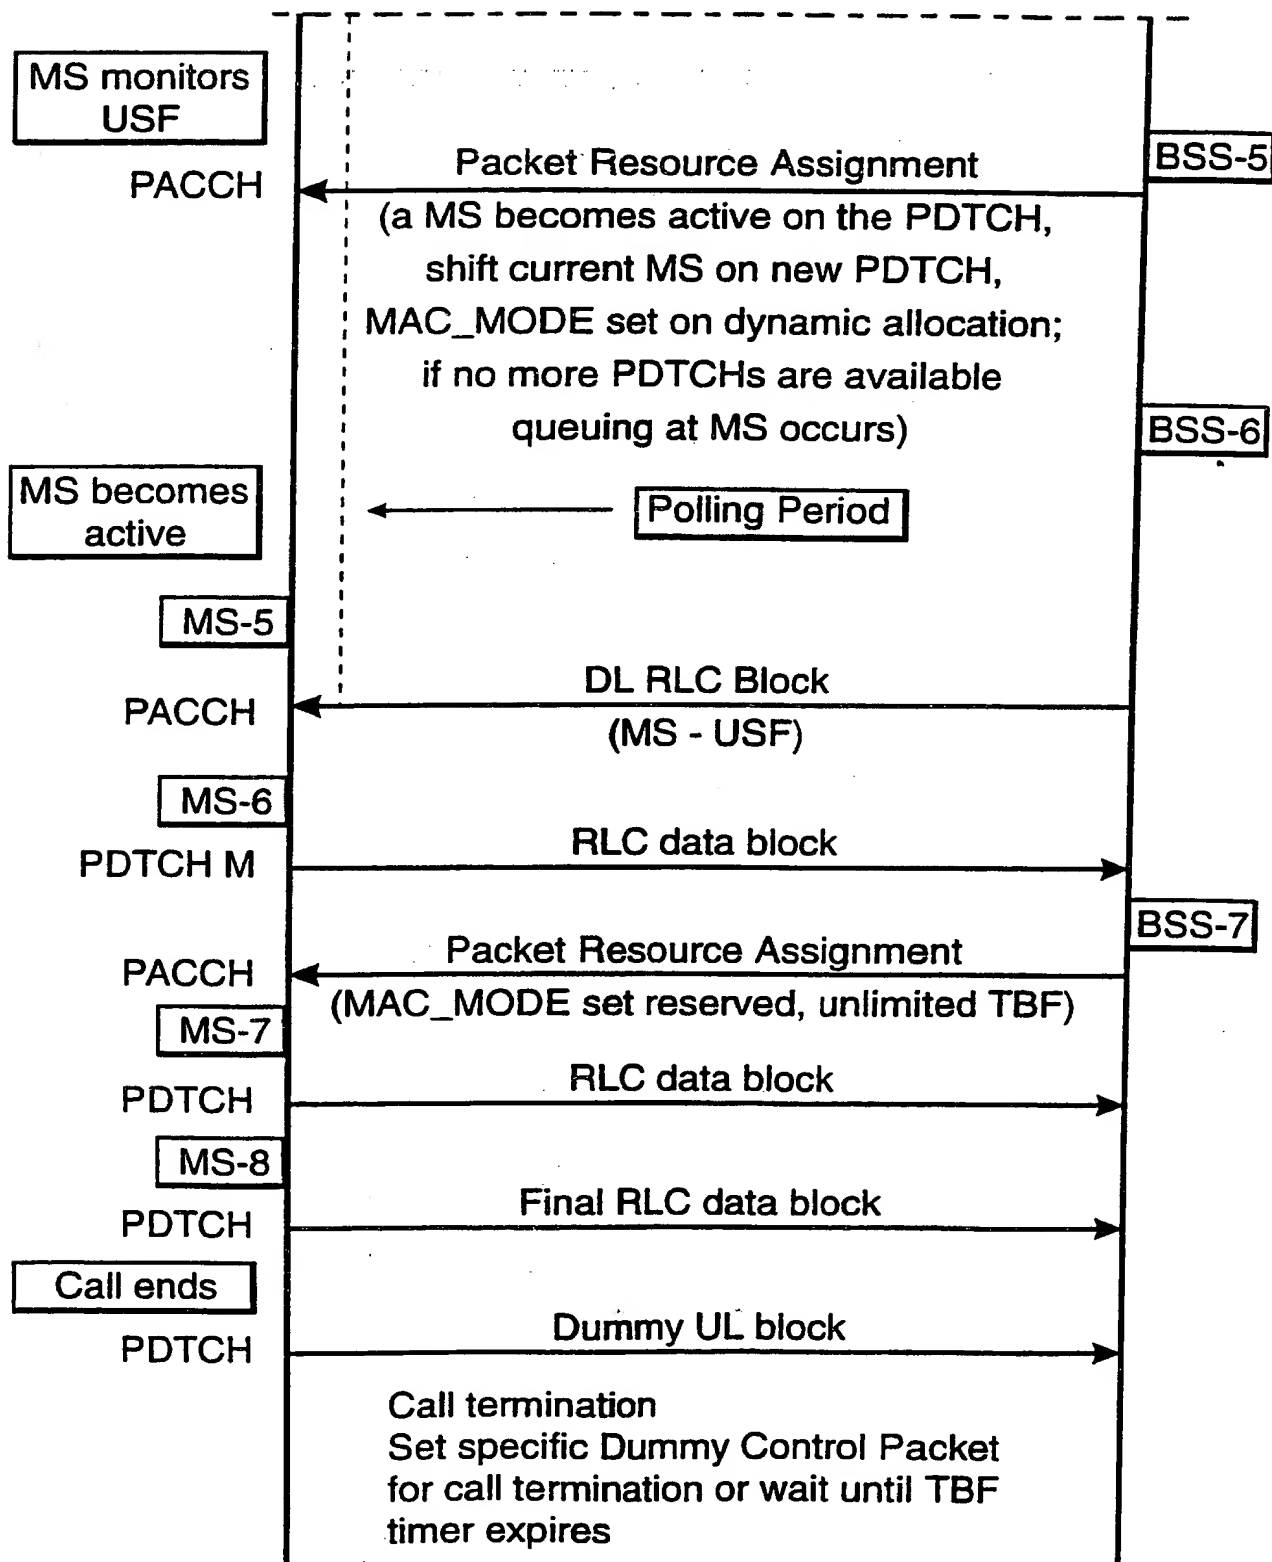 MS monitors
USF
BSS-5
Packet Resource Assignment
PACCH
(a MS becomes active on the PDTCH,
shift current MS on new PDTCH,
MAC_MODE set on dynamic allocation;
if no more PDTCHs are available
queuing at MS occurs)
BSS-6
MS becomes
active
Polling Period
MS-5
DL RLC Block
PACCH
(MS - USF)
MS-6
RLC data block
PDTCH M
BSS-7
Packet Resource Assignment
PACCH
(MAC_MODE set reserved, unlimited TBF)
MS-7
RLC data block
PDTCH
MS-8
Final RLC data block
PDTCH
Call ends
Dummy UL block
PDTCH
Call termination
Set specific Dummy Control Packet
for call termination or wait until TBF
timer expires